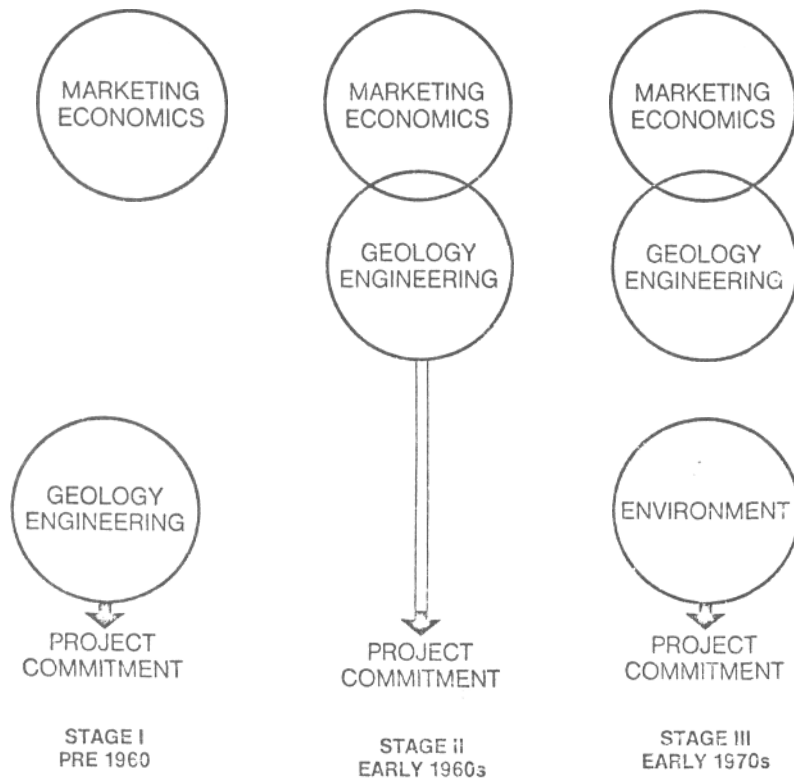 MARKETING
ECONOMICS
MARKETING
ECONOMICS
MARKETING
ECONOMICS
GEOLOGY
ENGINEERING
GEOLOGY
ENGINEERING
GEOLOGY
ENGINEERING
ENVIRONMENT
PROJECT
COMMITMENT
PROJECT
COMMITMENT
PROJECT
COMMITMENT
STAGE I
PRE 1960
STAGE II
EARLY 1960s
STAGE III
EARLY 1970s